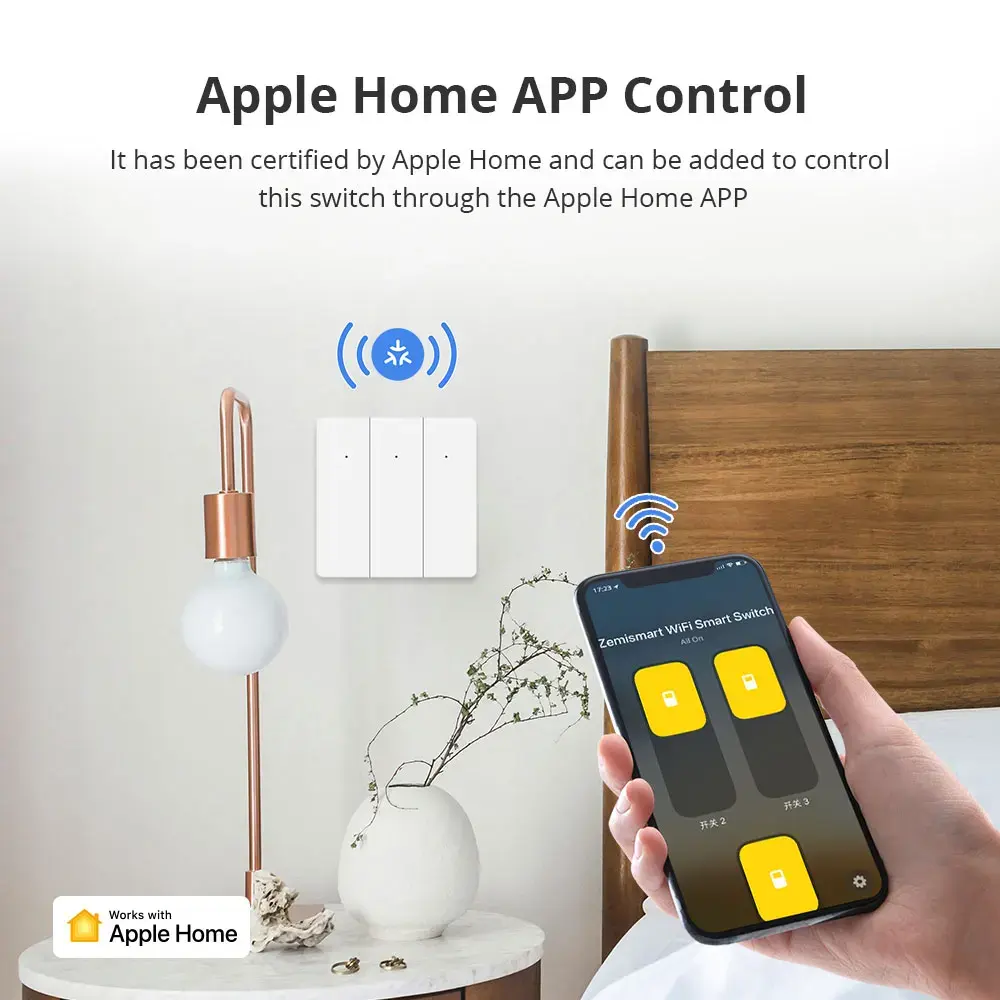 Apple Home APP Control
It has been certified by Apple Home and can be added to control
this switch through the Apple Home APP
17:23
Zemismart WiFi Smart Switch
All On
开关 2
开关 3
Works with
Apple Home